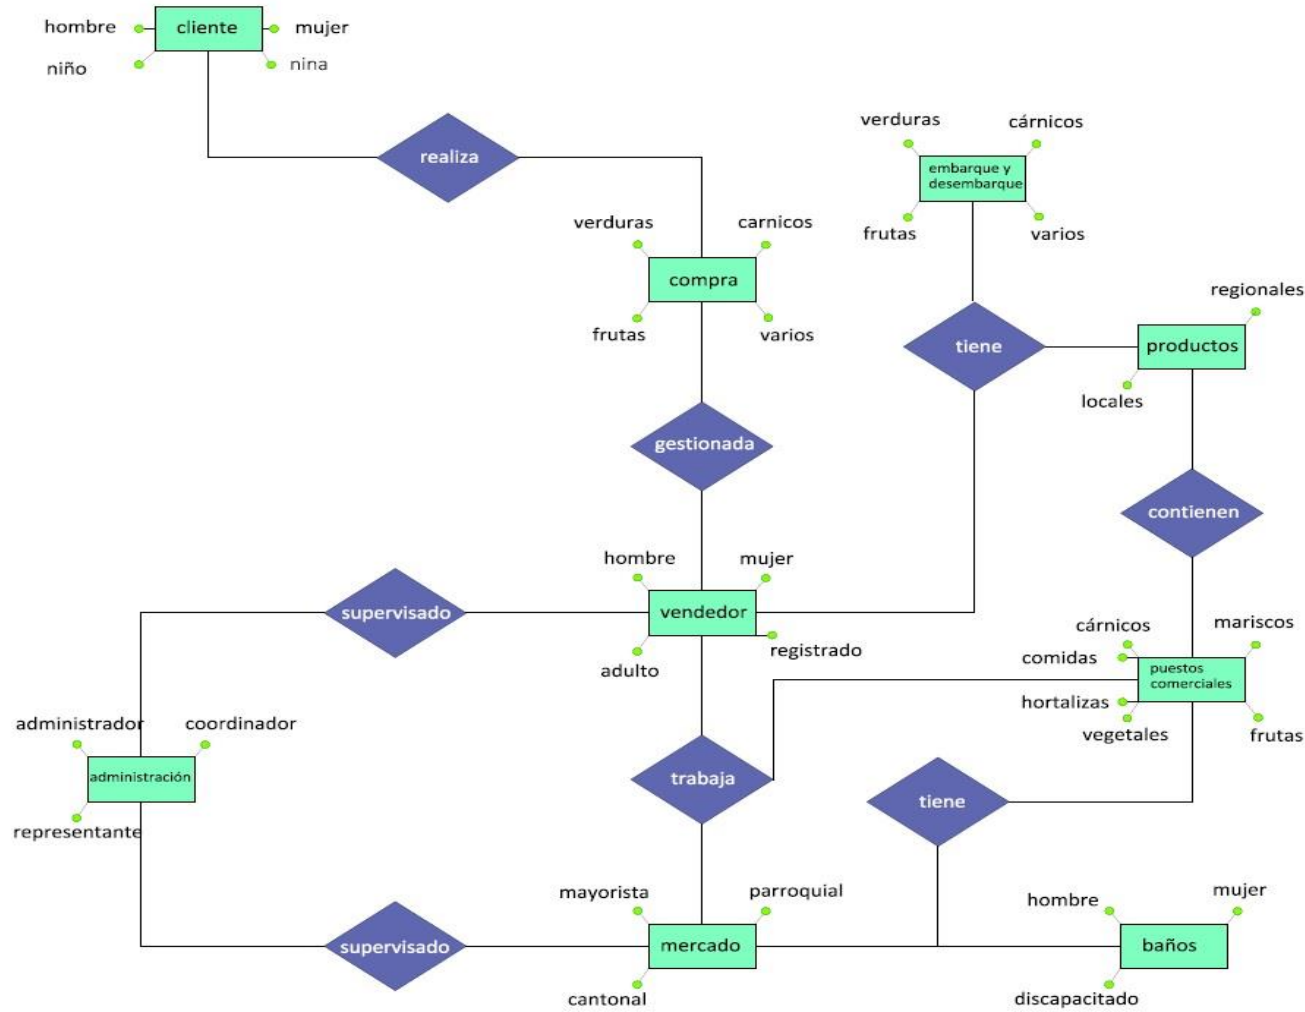 hombre
cliente
mujer
niño
nina
realiza
verduras
cárnicos
embarque y
desembarque
frutas
varios
verduras
carnicos
compra
frutas
varios
regionales
tiene
productos
locales
gestionada
contienen
hombre
mujer
supervisado
vendedor
adulto
registrado
cárnicos
mariscos
comidas
puestos
comerciales
hortalizas
vegetales
frutas
administrador
coordinador
administración
representante
trabaja
tiene
mayorista
parroquial
hombre
mujer
supervisado
mercado
baños
cantonal
discapacitado